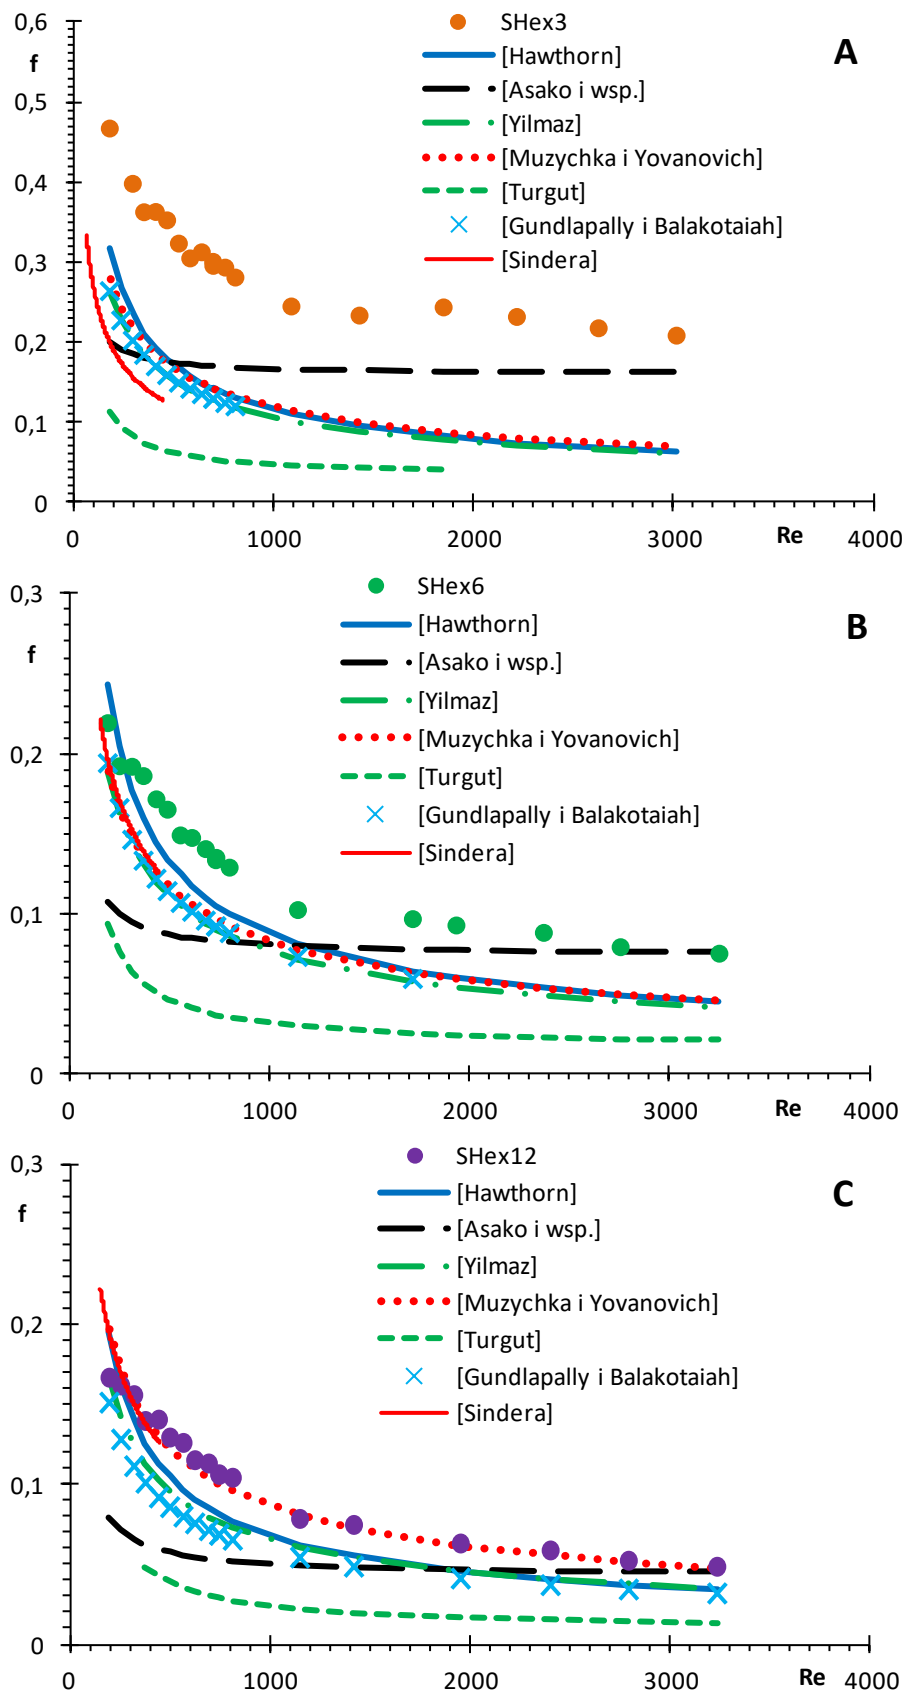 0,6
SHex3
A
f
[Hawthorn]
[Asako i wsp.]
0,5
[Yilmaz]
[Muzychka i Yovanovich]
0,4
[Turgut]
[Gundlapally i Balakotaiah]
0,3
[Sindera]
0,2
0,1
0
0 1000 2000 3000 4000
Re
0,3
SHex6
B
[Hawthorn]
f
[Asako i wsp.]
[Yilmaz]
[Muzychka i Yovanovich]
0,2
[Turgut]
[Gundlapally i Balakotaiah]
[Sindera]
0,1
0
0 1000 2000 3000 4000
Re
0,3
SHex12
C
[Hawthorn]
f
[Asako i wsp.]
[Yilmaz]
[Muzychka i Yovanovich]
0,2
[Turgut]
[Gundlapally i Balakotaiah]
[Sindera]
0,1
0
0 1000 2000 3000 4000
Re